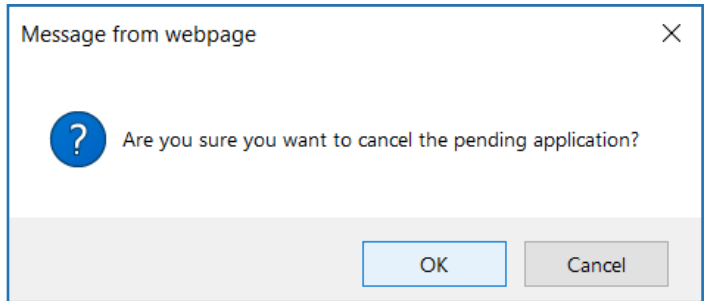 Message from webpage
?
Are you sure you want to cancel the pending application?
OK
Cancel